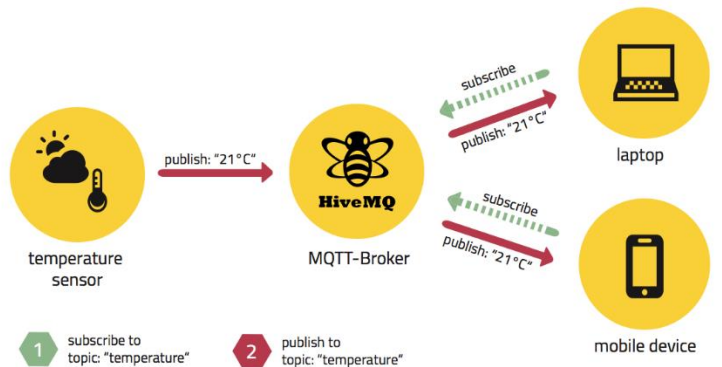 publish: "21°C"
temperature
sensor
HiveMQ
MQTT-Broker
subscribe
publish: "21°C"
laptop
subscribe
publish: "21°C"
mobile device
1
subscribe to
topic: "temperature"
2
publish to
topic: "temperature"